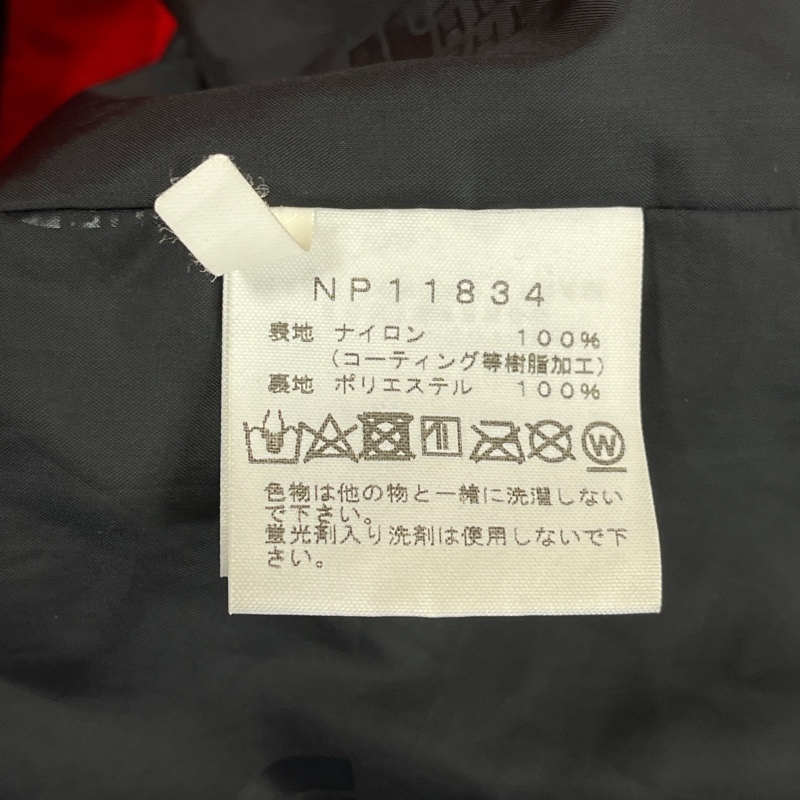 NP11834
表地 ナイロン 100%
(コーティング等樹脂加工)
裏地 ポリエステル 100%
W
色物は他の物と一緒に洗濯しない
で下さい。
蛍光剤入り洗剤は使用しないで下
さい。